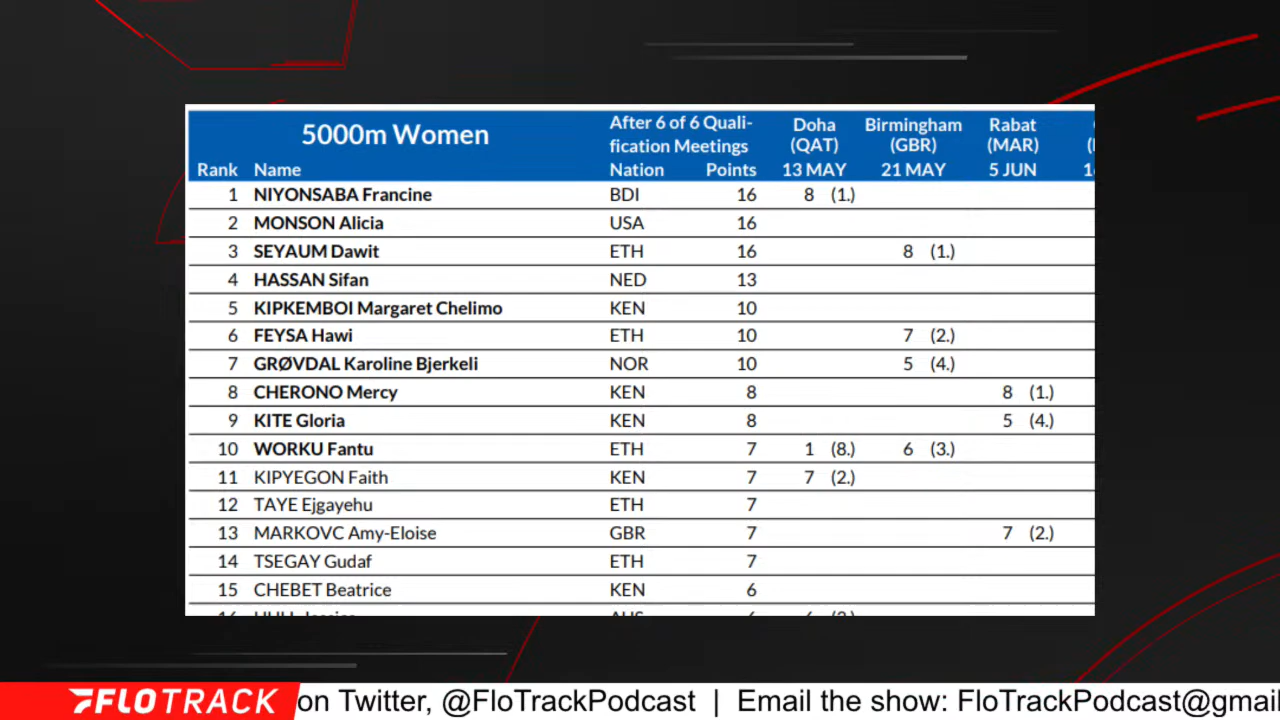 5000m Women
After 6 of 6 Quali-
fication Meetings
Doha
(QAT)
Birmingham
(GBR)
Rabat
(MAR)
Rank Name Nation Points 13 MAY 21 MAY 5 JUN
1 NIYONSABA Francine BDI 16 8 (1.)
2 MONSON Alicia USA 16
3 SEYAUM Dawit ETH 16 8 (1.)
4 HASSAN Sifan NED 13
5 KIPKEMBOI Margaret Chelimo KEN 10
6 FEYSA Hawi ETH 10 7 (2.)
7 GRØVDAL Karoline Bjerkeli NOR 10 5 (4.)
8 CHERONO Mercy KEN 8 8 (1.)
9 KITE Gloria KEN 8 5 (4.)
10 WORKU Fantu ETH 7 1 (8.) 6 (3.)
11 KIPYEGON Faith KEN 7 7 (2.)
12 TAYE Ejgayehu ETH 7
13 MARKOVC Amy-Eloise GBR 7 7 (2.)
14 TSEGAY Gudaf ETH 7
15 CHEBET Beatrice KEN 6
FLOTRACK on Twitter, @FloTrackPodcast | Email the show: FloTrackPodcast@gmai